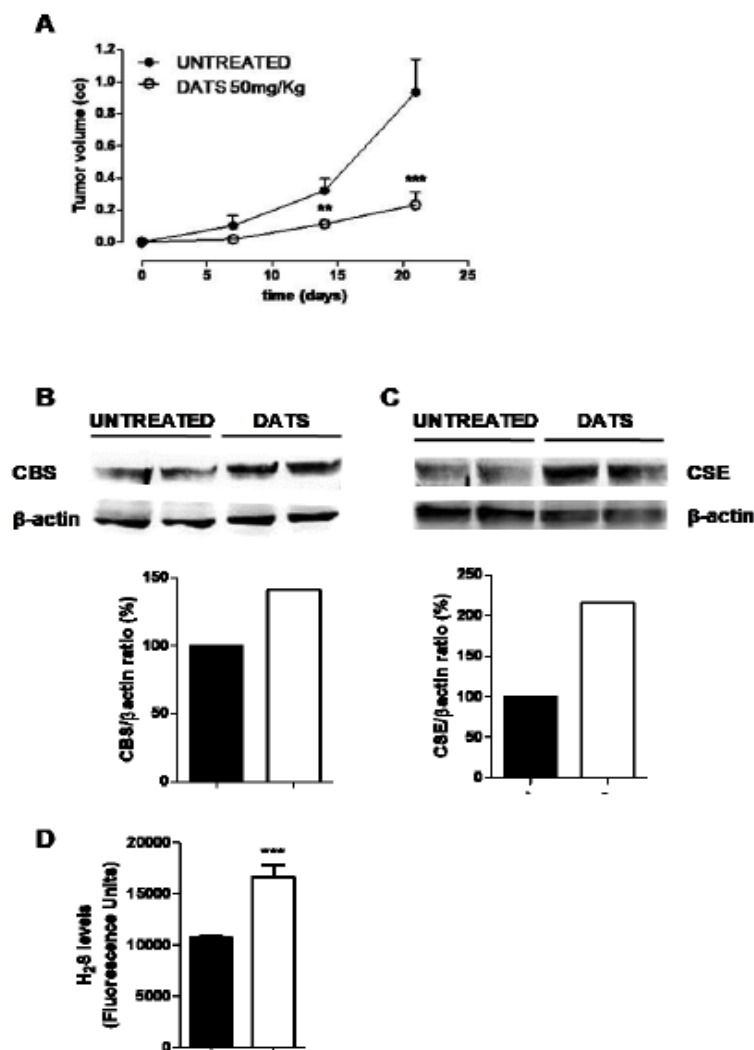 A
UNTREATED
DATS 50mg/Kg
Tumor volume (cc)
1.2
1.0
0.8
0.6
0.4
0.2
0.0
**
***
0 5 10 15 20 25
time (days)
B
UNTREATED DATS
CBS
β-actin
CBS/βactin ratio (%)
150
100
50
0
C
UNTREATED DATS
CSE
β-actin
CSE/βactin ratio (%)
250
200
150
100
50
0
D
H₂S levels
(Fluorescence Units)
20000
15000
10000
5000
0
***